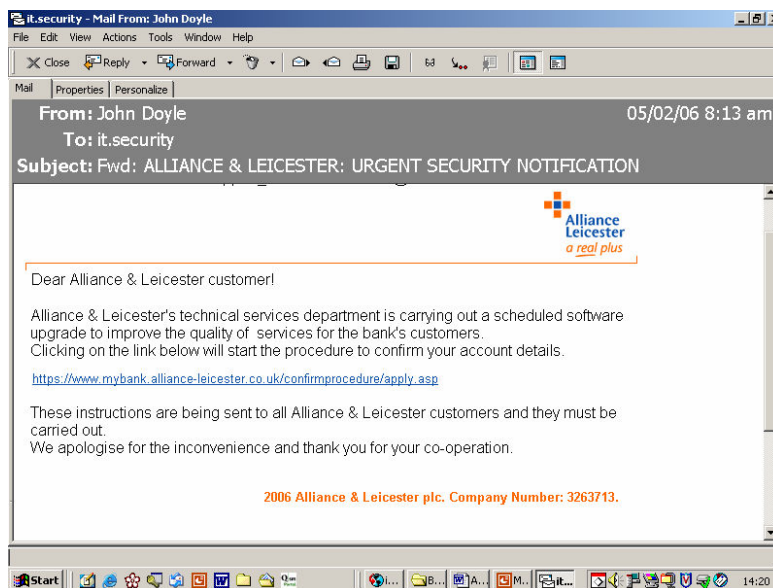 it.security - Mail From: John Doyle
File Edit View Actions Tools Window Help
Close Reply Forward
Mail Properties Personalize
From: John Doyle 05/02/06 8:13 am
To: it.security
Subject: Fwd: ALLIANCE & LEICESTER: URGENT SECURITY NOTIFICATION
Alliance
Leicester
a real plus
Dear Alliance & Leicester customer!
Alliance & Leicester's technical services department is carrying out a scheduled software
upgrade to improve the quality of services for the bank's customers.
Clicking on the link below will start the procedure to confirm your account details.
https://www.mybank.alliance-leicester.co.uk/confirmprocedure/apply.asp
These instructions are being sent to all Alliance & Leicester customers and they must be
carried out.
We apologise for the inconvenience and thank you for your co-operation.
2006 Alliance & Leicester plc. Company Number: 3263713.
Start i... B... A... M... it... 14:29